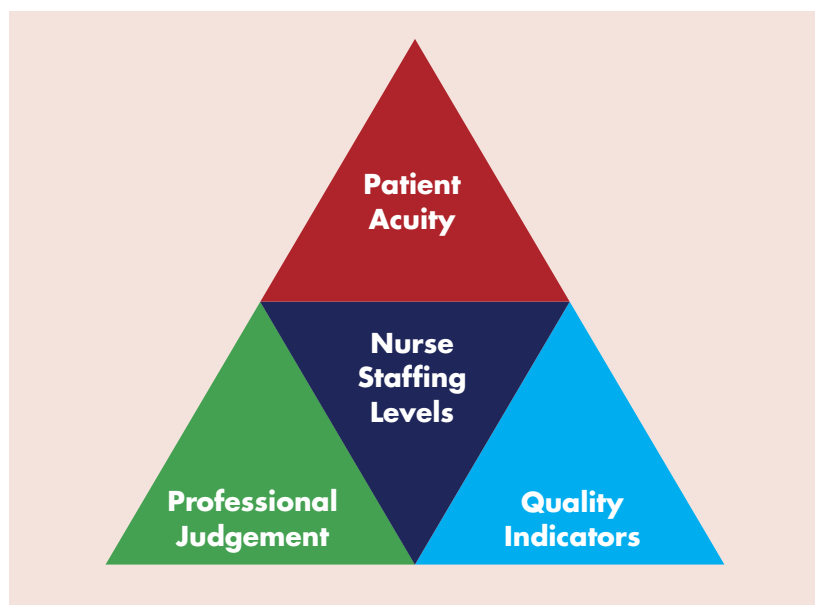 Patient
Acuity
Nurse
Staffing
Levels
Professional
Judgement
Quality
Indicators